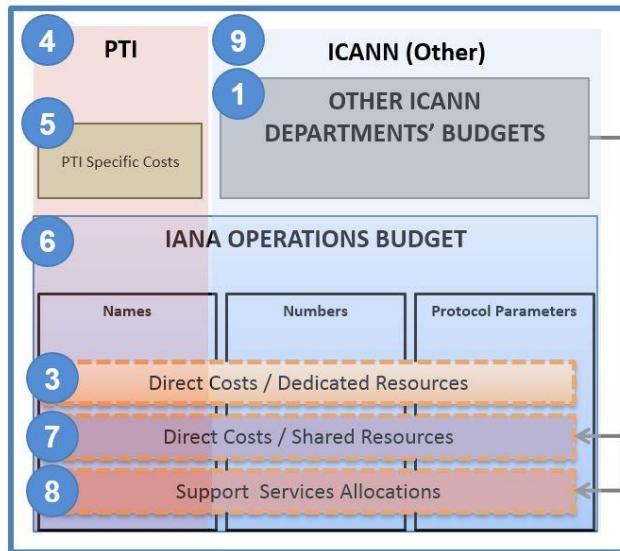 4 PTI
9 ICANN (Other)
1 OTHER ICANN
DEPARTMENTS' BUDGETS
5
PTI Specific Costs
6 IANA OPERATIONS BUDGET
Names
Numbers
Protocol Parameters
3 Direct Costs / Dedicated Resources
7 Direct Costs / Shared Resources
8 Support Services Allocations